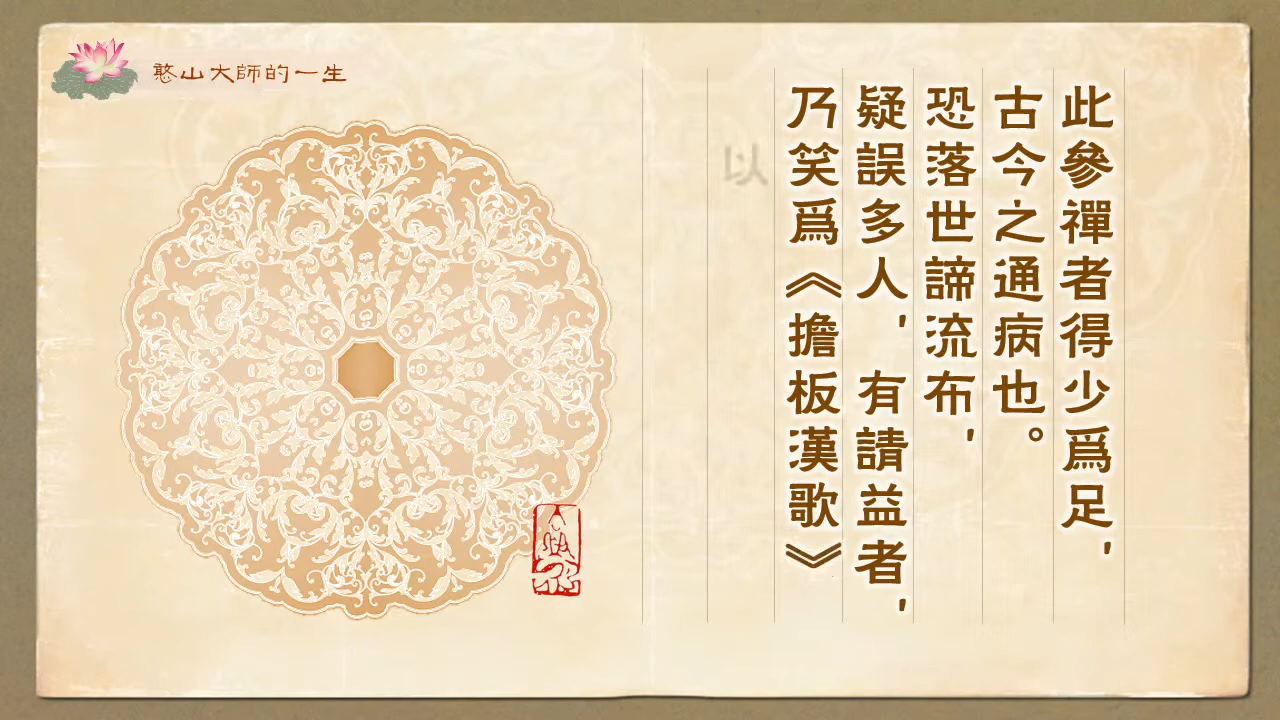 憨山大師的一生
此參禪者得少爲足，
古今之通病也。
恐落世諦流布，
疑誤多人，有請益者，
乃笑爲《擔板漢歌》
以